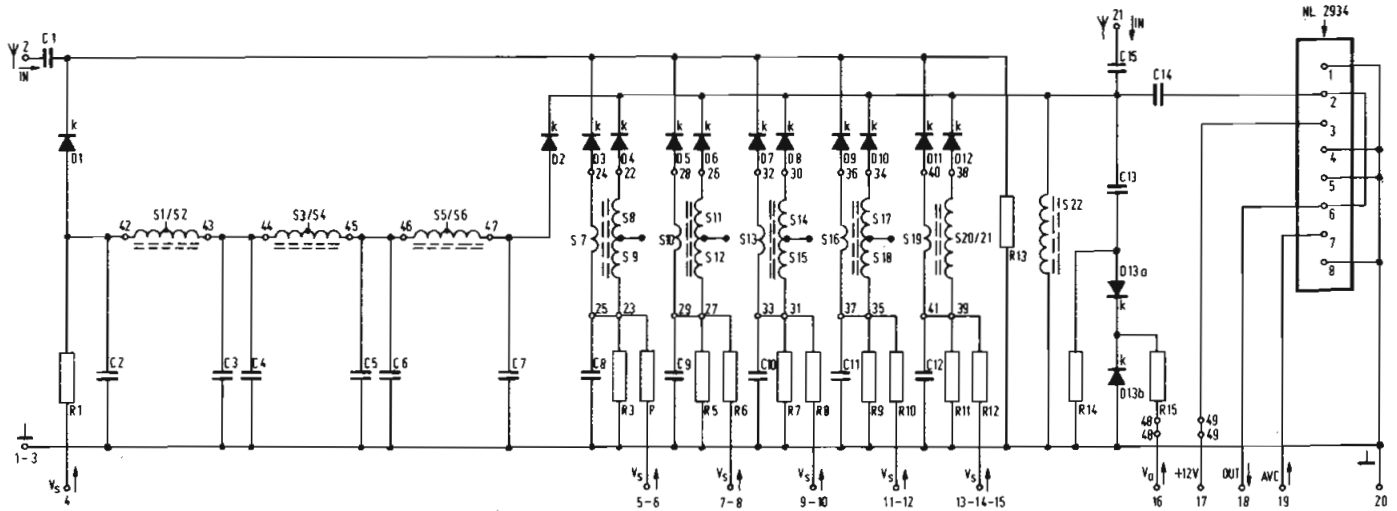 21 IN
NL 2934
2 C1
IN
C15
C14
1
2
3
4
5
6
7
8
k D1
k D2
k D3 24
k D4 22
k D5 28
k D6 26
k D7 32
k D8 30
k D9 36
k D10 34
k D11 40
k D12 38
C13
42 S1/S2 43
44 S3/S4 45
46 S5/S6 47
S7
S8
S9
S10
S11
S12
S13
S14
S15
S16
S17
S18
S19
S20/21
R13
S22
D13a
k
25 23
29 27
33 31
37 35
41 39
R1
C2
C3
C4
C5
C6
C7
C8
R3
R
C9
R5
R6
C10
R7
R8
C11
R9
R10
C12
R11
R12
R14
k
D13b
R15
48
48
49
49
1-3
Vs
4
Vs
5-6
Vs
7-8
Vs
9-10
Vs
11-12
Vs
13-14-15
Va
16
+12V
17
OUT
18
AVC
19
20